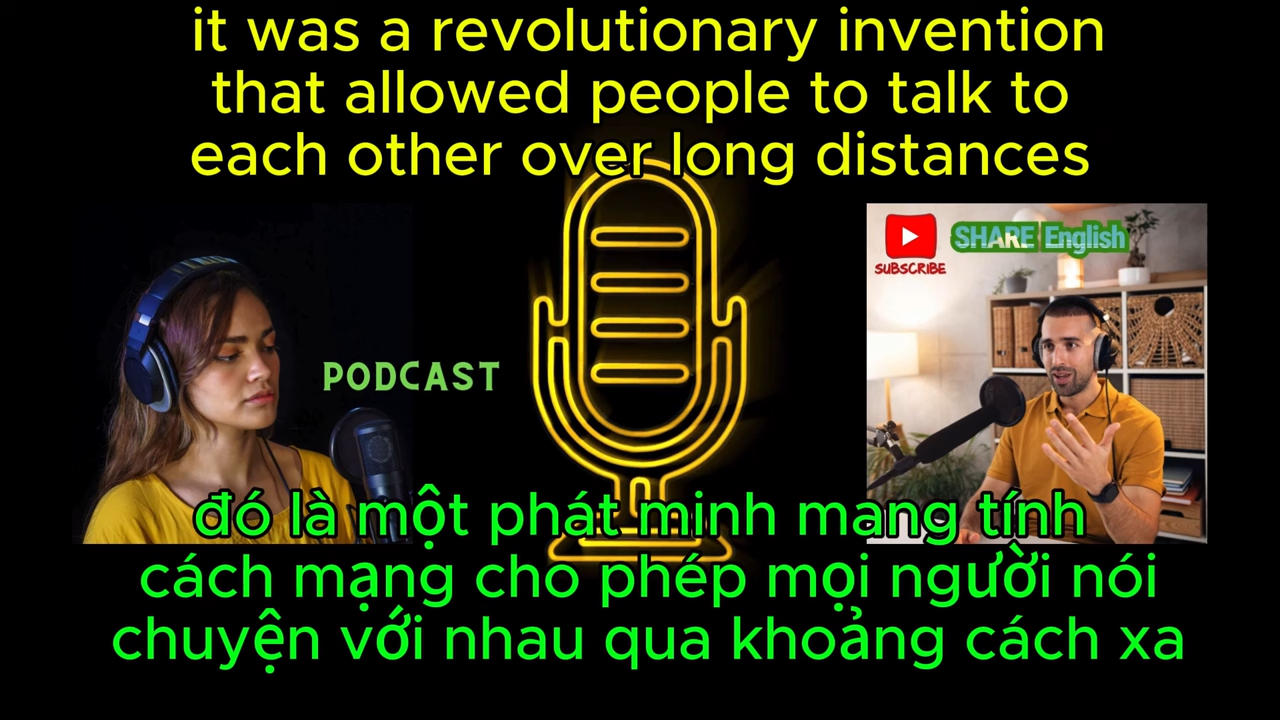 it was a revolutionary invention
that allowed people to talk to
each other over long distances
SUBSCRIBE
SHARE English
PODCAST
đó là một phát minh mang tính
cách mạng cho phép mọi người nói
chuyện với nhau qua khoảng cách xa